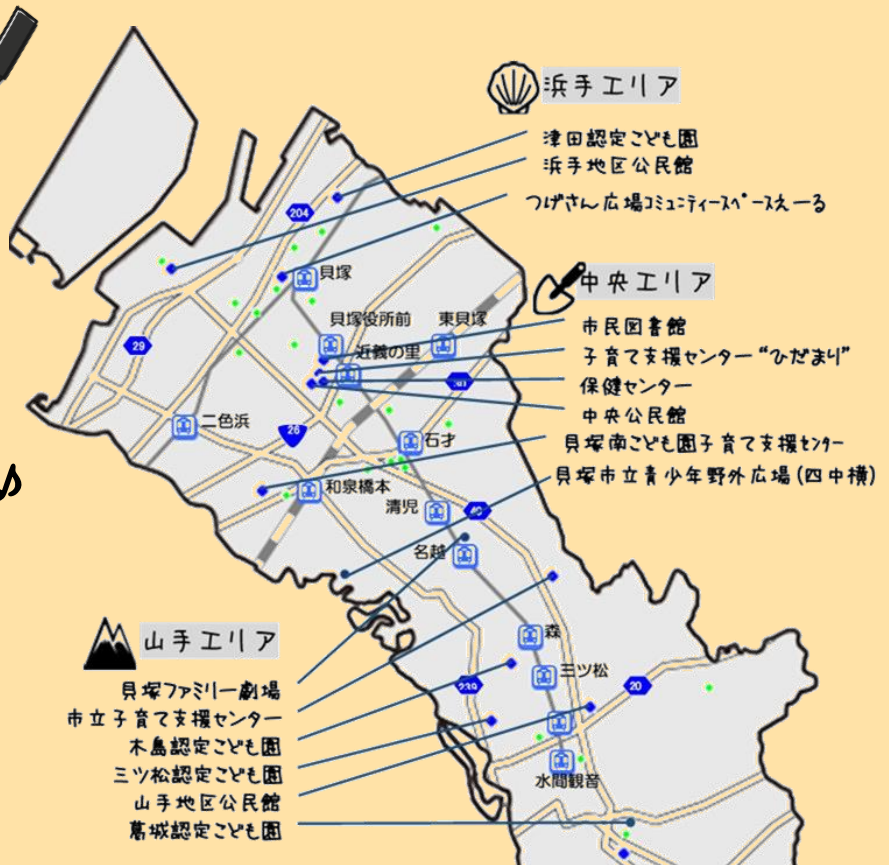 浜手エリア
津田認定こども園
浜手地区公民館
つげさん広場コミュニティースペースえーる
204
貝塚
中央エリア
貝塚役所前
東貝塚
市民図書館
29
近義の里
子育て支援センター“ひだまり”
保健センター
中央公民館
二色浜
26
石才
貝塚南こども園子育て支援センター
貝塚市立青少年野外広場(四中横)
和泉橋本
清児
40
名越
山手エリア
森
三ツ松
貝塚ファミリー劇場
239
20
市立子育て支援センター
木島認定こども園
三ツ松認定こども園
水間観音
山手地区公民館
葛城認定こども園